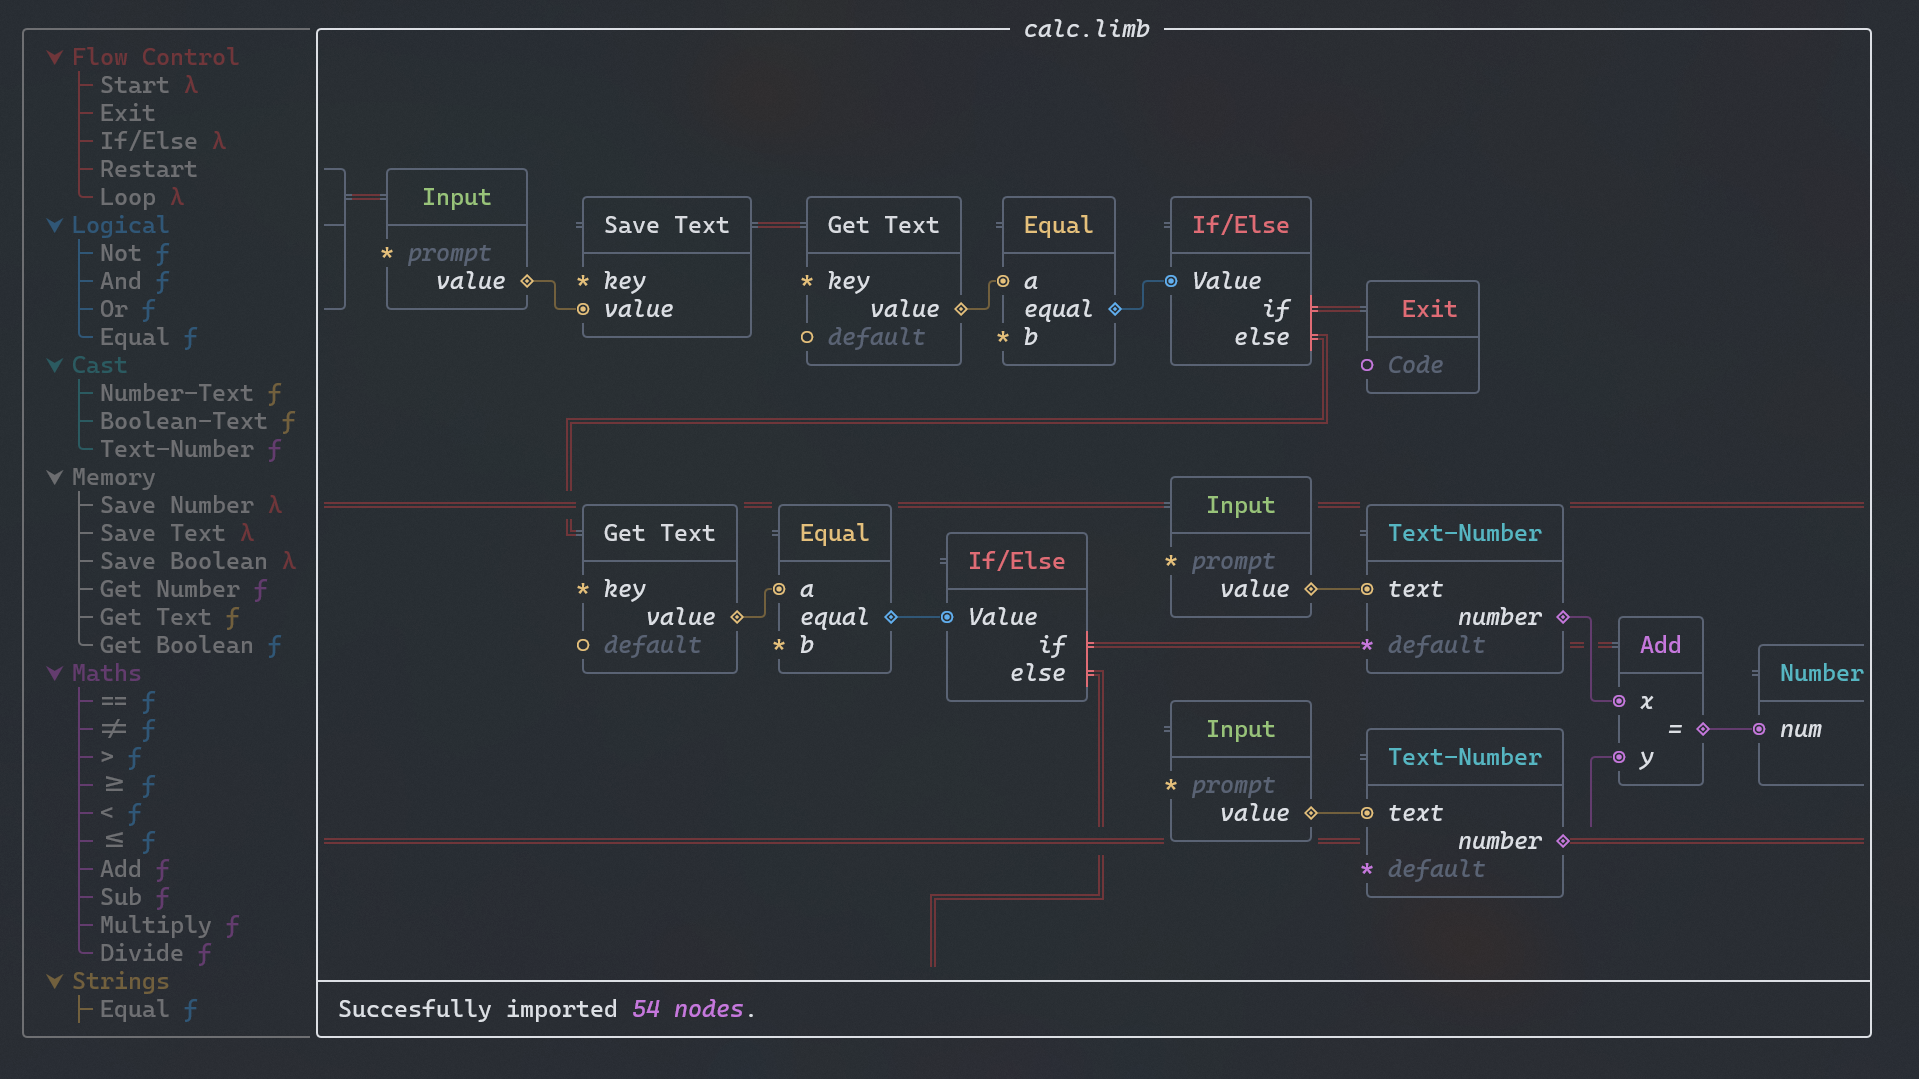 calc.limb
Flow Control
Start λ
Exit
If/Else λ
Restart
Loop λ
Logical
Not ƒ
And ƒ
Or ƒ
Equal ƒ
Cast
Number-Text ƒ
Boolean-Text ƒ
Text-Number ƒ
Memory
Save Number λ
Save Text λ
Save Boolean λ
Get Number ƒ
Get Text ƒ
Get Boolean ƒ
Maths
== ƒ
≠ ƒ
> ƒ
≥ ƒ
< ƒ
≤ ƒ
Add ƒ
Sub ƒ
Multiply ƒ
Divide ƒ
Strings
Equal ƒ
Input
* prompt
value
Save Text
* key
value
Get Text
* key
value
default
Equal
a
equal
* b
If/Else
Value
if
else
Exit
Code
Get Text
* key
value
default
Equal
a
equal
* b
If/Else
Value
if
else
Input
* prompt
value
Text-Number
text
number
* default
Input
* prompt
value
Text-Number
text
number
* default
Add
x
=
y
Number
num
Succesfully imported 54 nodes.